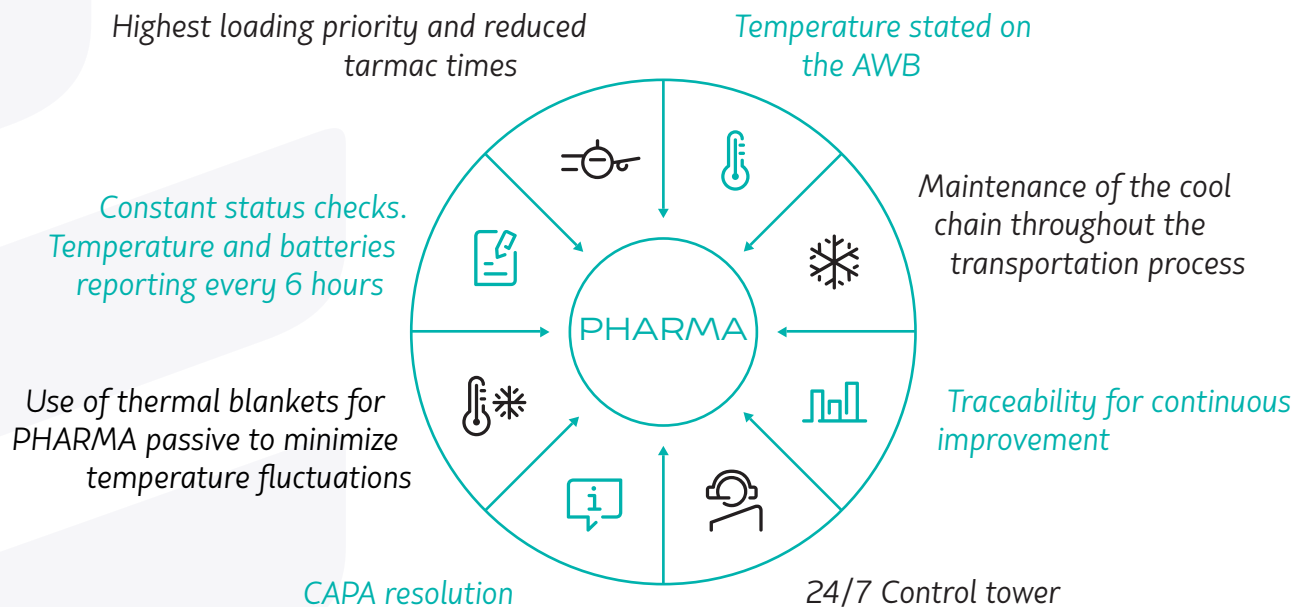 Highest loading priority and reduced
tarmac times
Temperature stated on
the AWB
Constant status checks.
Temperature and batteries
reporting every 6 hours
Maintenance of the cool
chain throughout the
transportation process
PHARMA
Use of thermal blankets for
PHARMA passive to minimize
temperature fluctuations
Traceability for continuous
improvement
i
CAPA resolution
24/7 Control tower